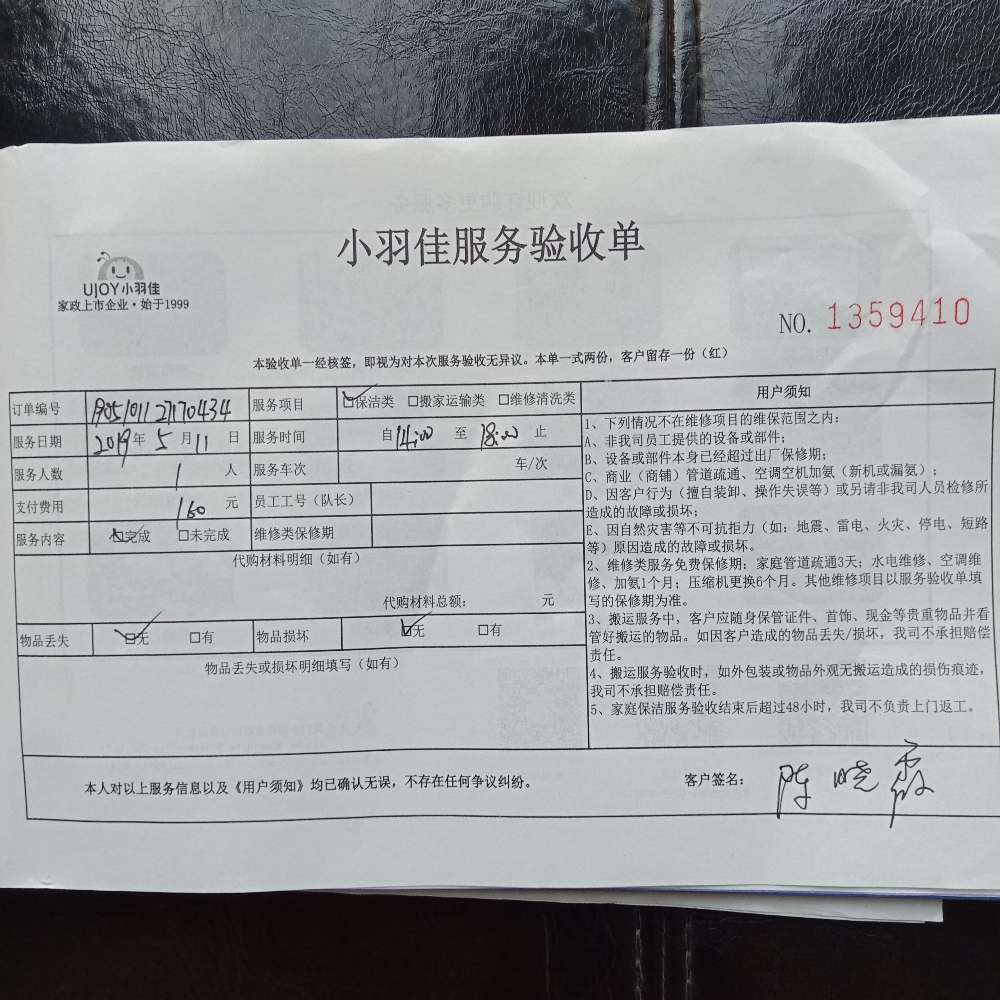 小羽佳服务验收单
UJOY小羽佳
家政上市企业·始于1999
NO. 1359410
本验收单一经核签，即视为对本次服务验收无异议。本单一式两份，客户留存一份（红）
订单编号 190510112717​0434 服务项目 ☑保洁类 □搬家运输类 □维修清洗类
服务日期 2019年5月11日 服务时间 自14:00至18:00止
服务人数 1人 服务车次 车/次
支付费用 160元 员工工号（队长）
服务内容 ☑完成 □未完成 维修类保修期
代购材料明细（如有）
代购材料总额： 元
物品丢失 ☑无 □有 物品损坏 ☑无 □有
物品丢失或损坏明细填写（如有）
用户须知
1、下列情况不在维修项目的维保范围之内：
A、非我司员工提供的设备或部件；
B、设备或部件本身已经超过出厂保修期；
C、商业（商铺）管道疏通、空调空机加氨（新机或漏氨）；
D、因客户行为（擅自装卸、操作失误等）或另请非我司人员检修所
造成的故障或损坏；
E、因自然灾害等不可抗拒力（如：地震、雷电、火灾、停电、短路
等）原因造成的故障或损坏。
2、维修类服务免费保修期：家庭管道疏通3天；水电维修、空调维
修、加氨1个月；压缩机更换6个月。其他维修项目以服务验收单填
写的保修期为准。
3、搬运服务中，客户应随身保管证件、首饰、现金等贵重物品并看
管好搬运的物品。如因客户造成的物品丢失/损坏，我司不承担赔偿
责任。
4、搬运服务验收时，如外包装或物品外观无搬运造成的损伤痕迹，
我司不承担赔偿责任。
5、家庭保洁服务验收结束后超过48小时，我司不负责上门返工。
本人对以上服务信息以及《用户须知》均已确认无误，不存在任何争议纠纷。
客户签名： 陈晓霞